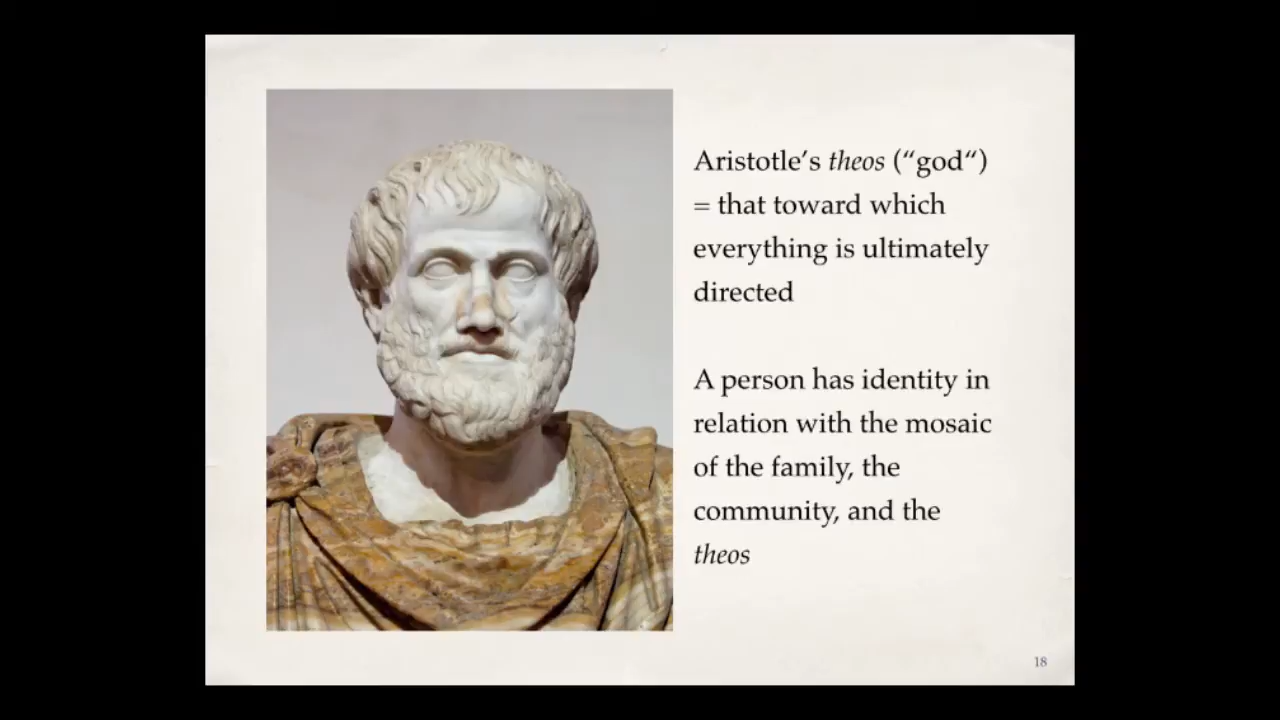 Aristotle’s theos (“god“)
= that toward which
everything is ultimately
directed
A person has identity in
relation with the mosaic
of the family, the
community, and the
theos
18